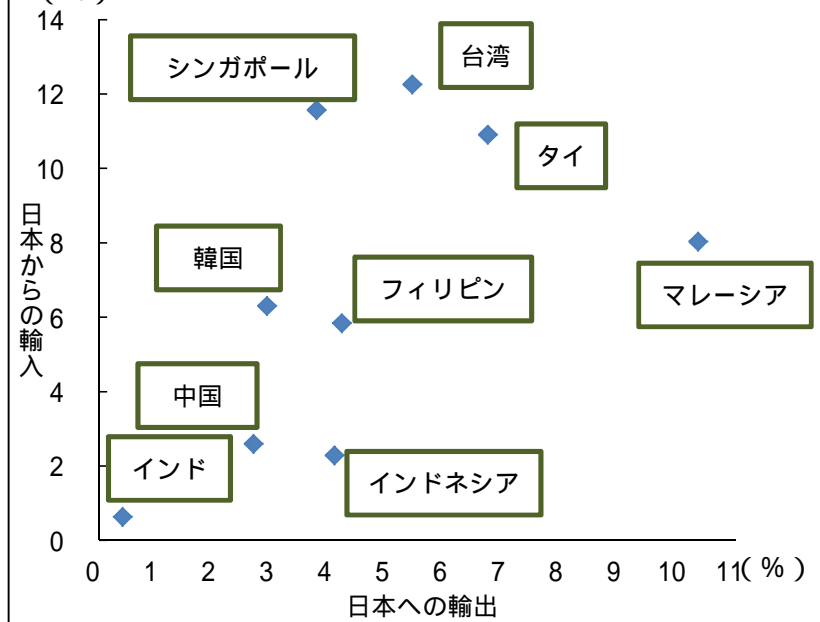 14
シンガポール
台湾
12
タイ
10
日本からの輸入
8
韓国
フィリピン
マレーシア
6
4
中国
2
インド
インドネシア
0
0 1 2 3 4 5 6 7 8 9 10 11(%)
日本への輸出